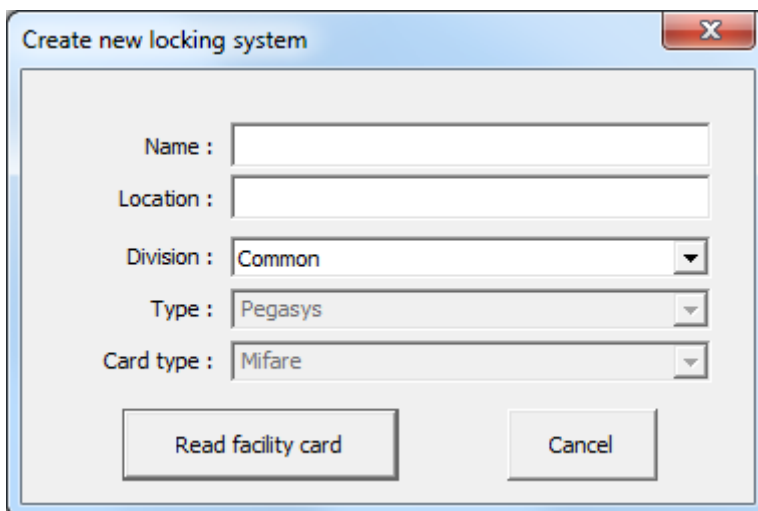 Create new locking system
Name :
Location :
Division : Common
Type : Pegasys
Card type : Mifare
Read facility card Cancel